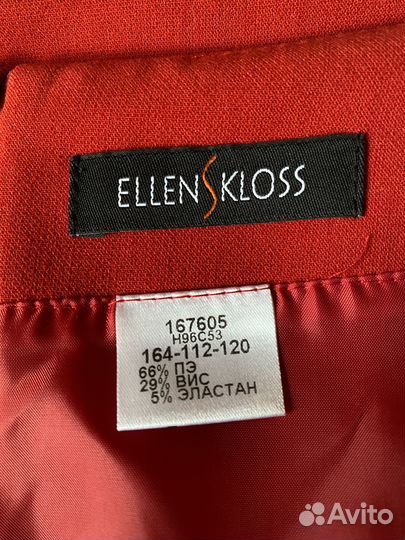 ELLEN KLOSS
167605
H96C53
164-112-120
66% ПЭ
29% ВИС
5% ЭЛАСТАН
Avito